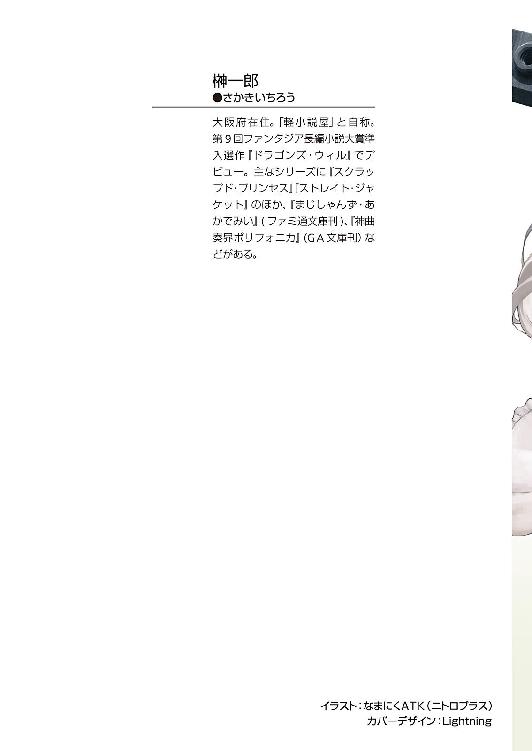 榊一郎
●さかきいちろう
大阪府在住。「軽小説屋」と自称。
第9回ファンタジア長編小説大賞準
入選作『ドラゴンズ・ウィル』でデ
ビュー。主なシリーズに『スクラッ
プド・プリンセス』『ストレイト・ジャ
ケット』のほか、『まじしゃんず・あ
かでみい』(ファミ通文庫刊)、『神曲
奏界ポリフォニカ』(GA文庫刊)な
どがある。
イラスト:なまにくATK(ニトロプラス)
カバーデザイン:Lightning